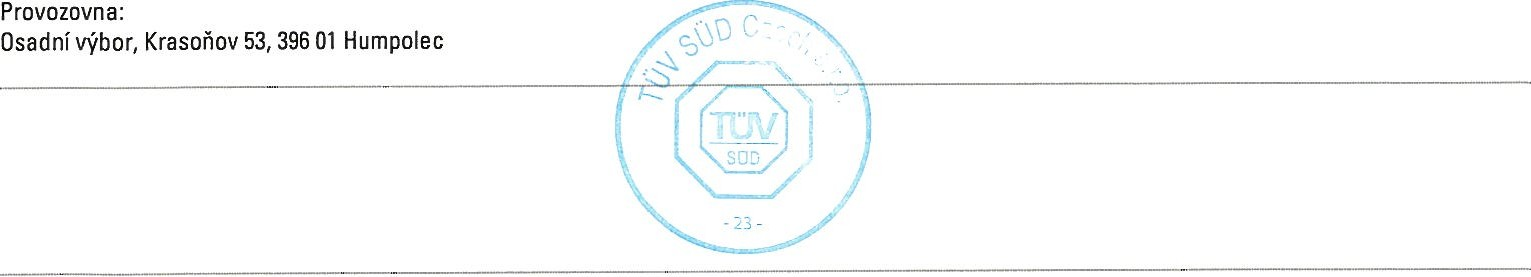 Provozovna:
Osadní výbor, Krasoňov 53, 396 01 Humpolec
TÜV SÜD Czech s.r.o.
TÜV
SÜD
- 23 -